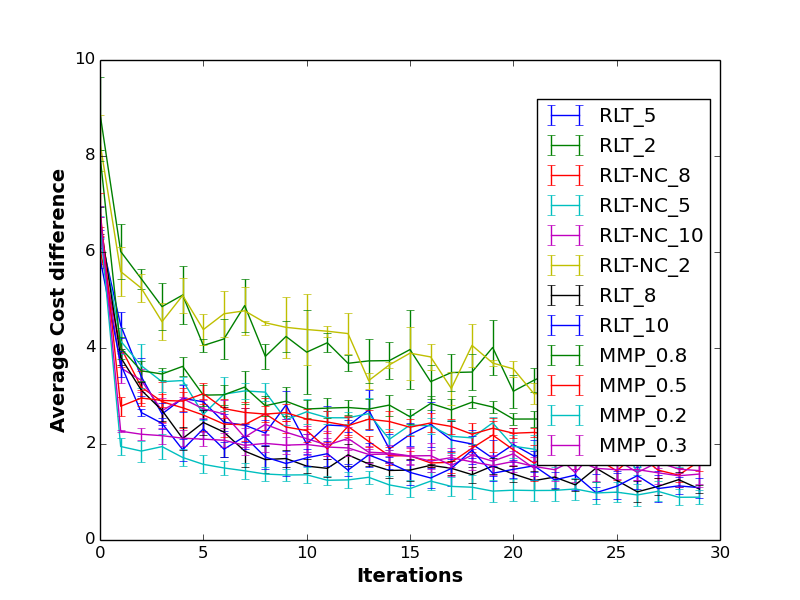 10
8
6
4
2
0
Average Cost difference
RLT_5
RLT_2
RLT-NC_8
RLT-NC_5
RLT-NC_10
RLT-NC_2
RLT_8
RLT_10
MMP_0.8
MMP_0.5
MMP_0.2
MMP_0.3
0 5 10 15 20 25 30
Iterations